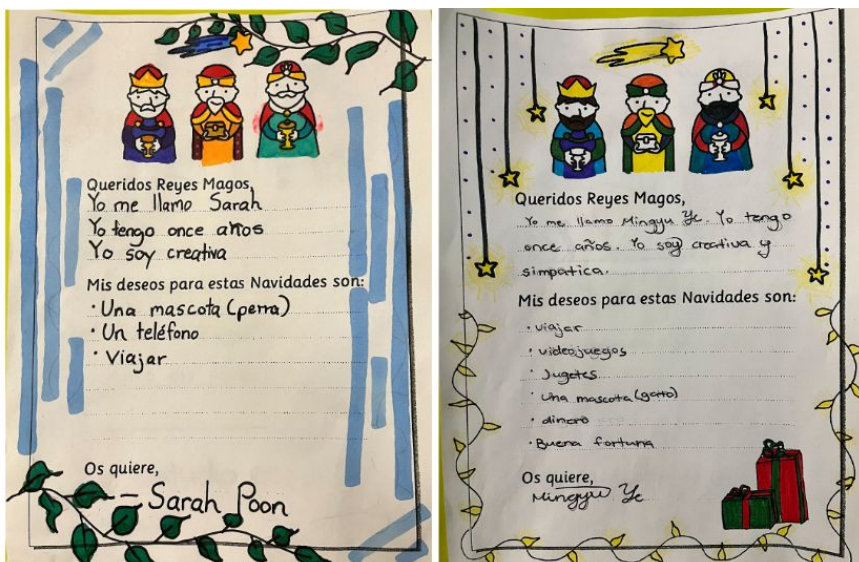 Queridos Reyes Magos,
Yo me llamo Sarah
Yo tengo once años
Yo soy creativa
Mis deseos para estas Navidades son:
· Una mascota (perra)
· Un teléfono
· Viajar
Os quiere,
- Sarah Poon
Queridos Reyes Magos,
Yo me llamo Mingyu Ye. Yo tengo
once años. Yo soy creativa y
simpatica.
Mis deseos para estas Navidades son:
· viajar
· videojuegos
· Jugetes
· una mascota (gatto)
· dinero
· Buena fortuna
Os quiere,
Mingyu Ye